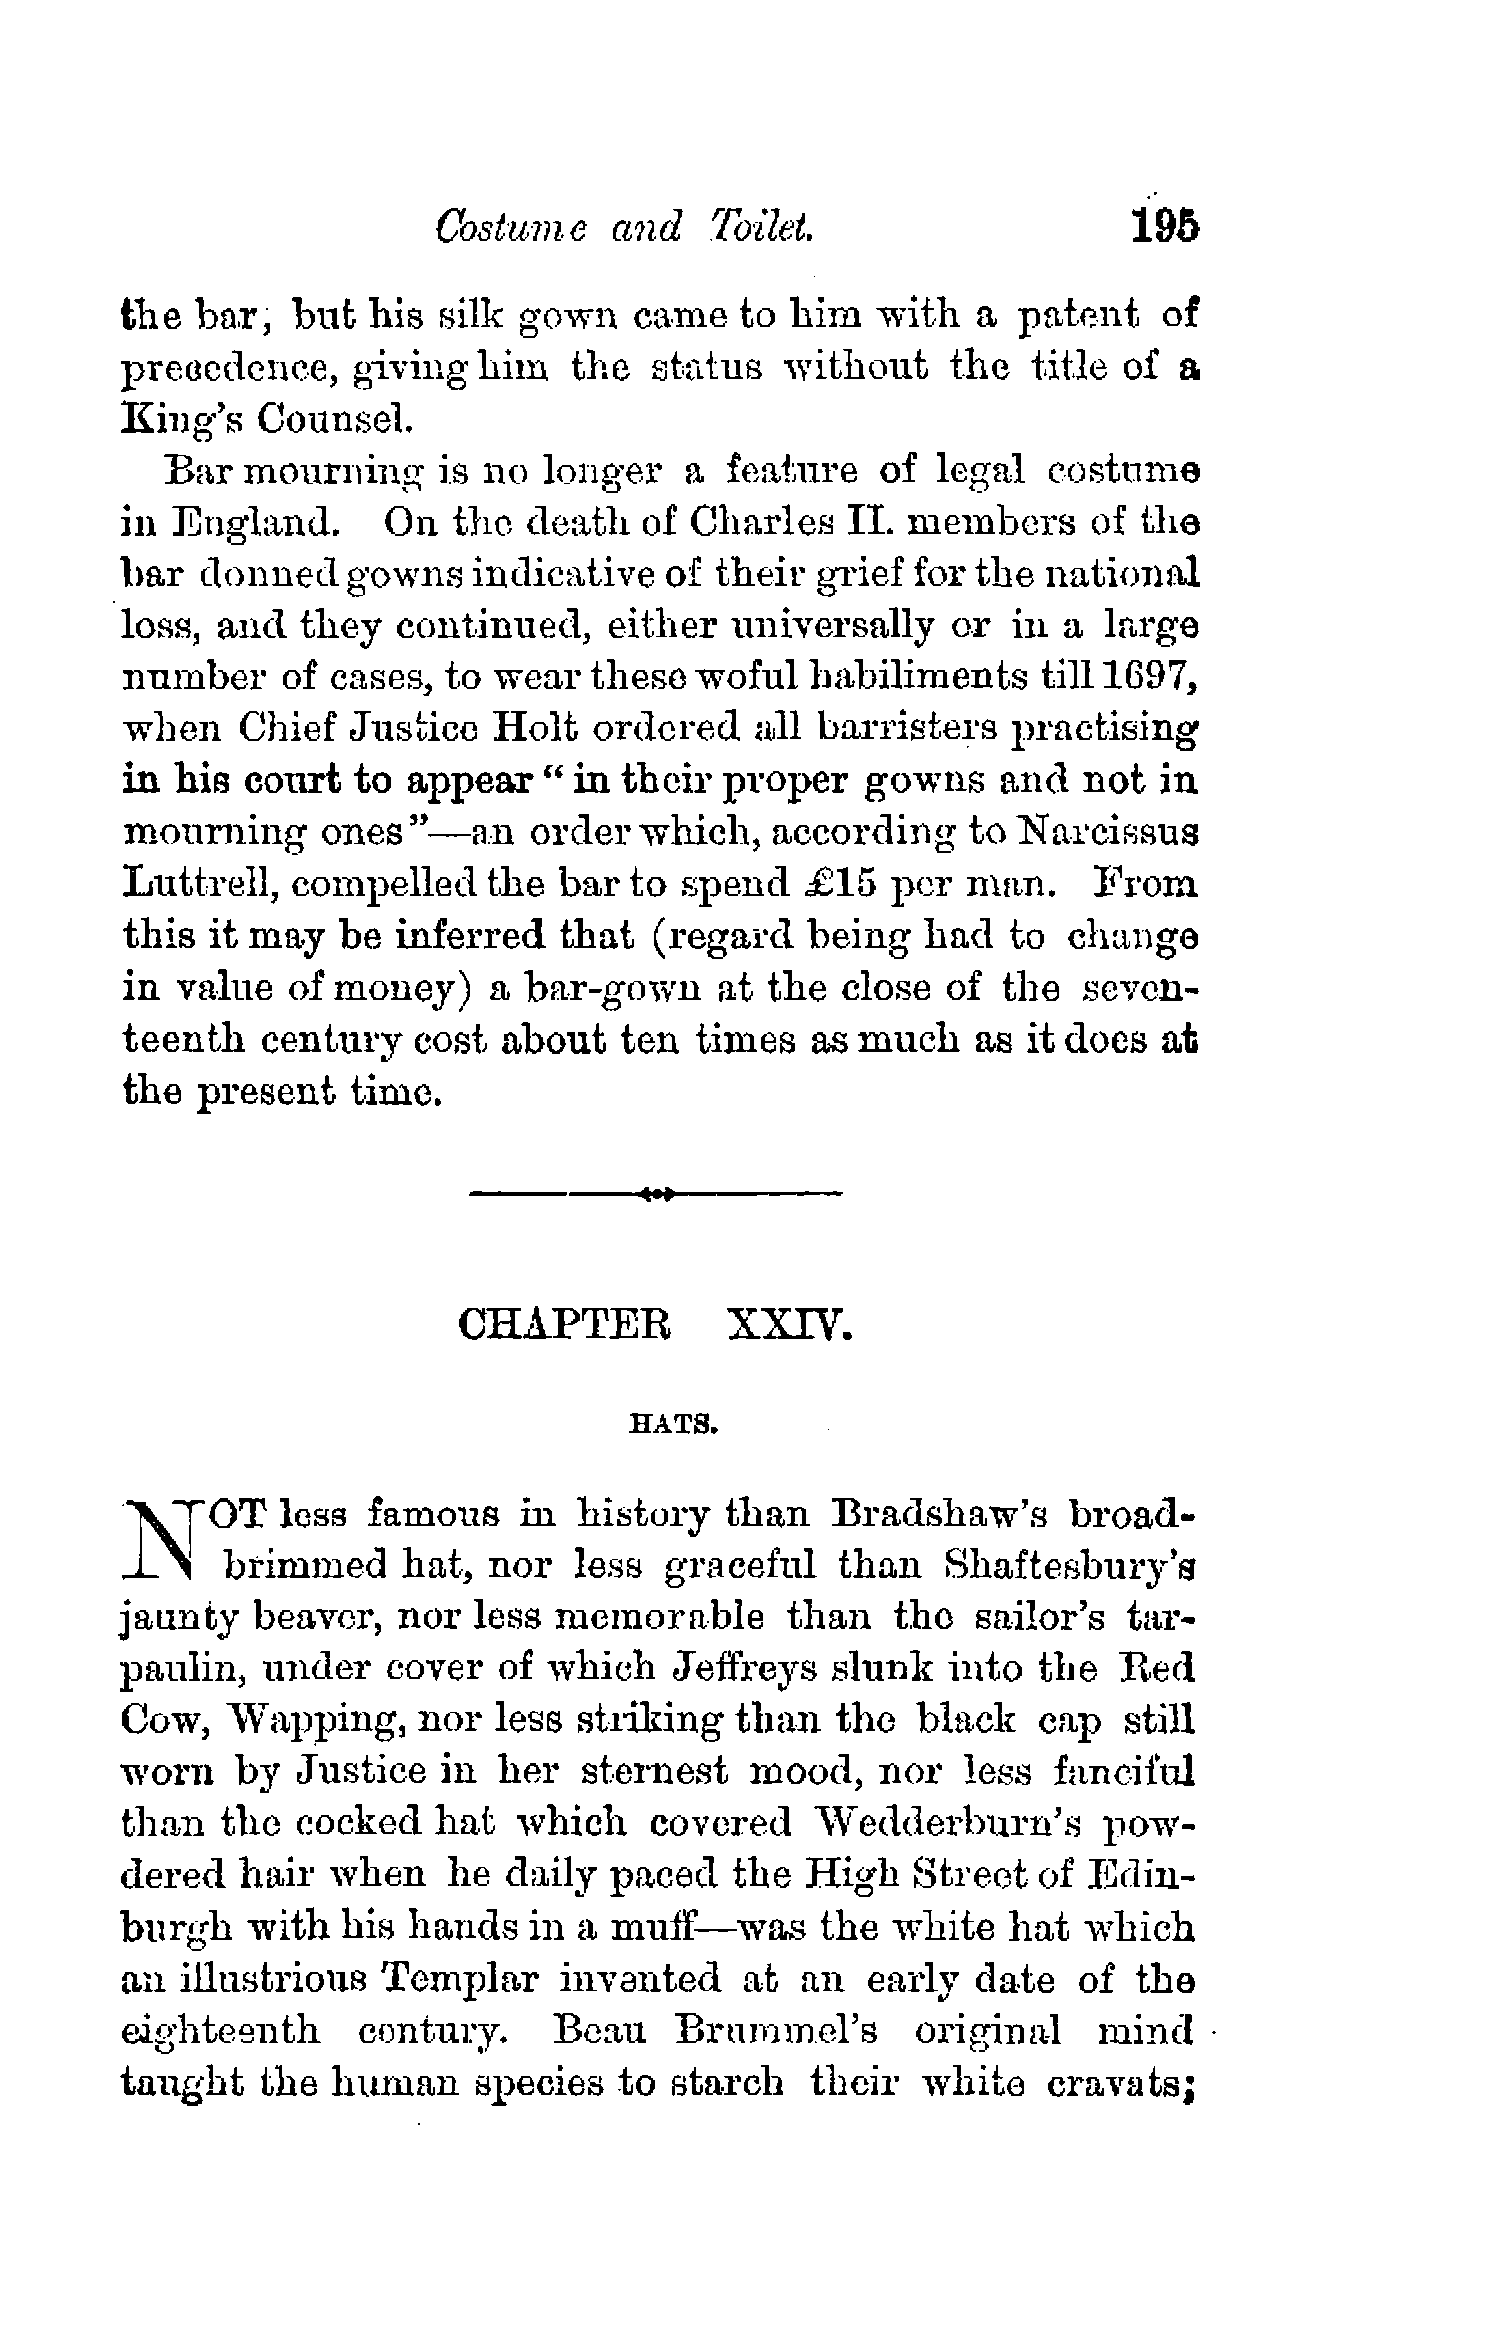 Costume and Toilet. 195
the bar; but his silk gown came to him with a patent of
precedence, giving him the status without the title of a
King's Counsel.
Bar mourning is no longer a feature of legal costume
in England. On the death of Charles II. members of the
bar donned gowns indicative of their grief for the national
loss, and they continued, either universally or in a large
number of cases, to wear these woful habiliments till 1697,
when Chief Justice Holt ordered all barristers practising
in his court to appear "in their proper gowns and not in
mourning ones"—an order which, according to Narcissus
Luttrell, compelled the bar to spend £15 per man. From
this it may be inferred that (regard being had to change
in value of money) a bar-gown at the close of the seven-
teenth century cost about ten times as much as it does at
the present time.
CHAPTER XXIV.
HATS.
NOT less famous in history than Bradshaw's broad-
brimmed hat, nor less graceful than Shaftesbury's
jaunty beaver, nor less memorable than the sailor's tar-
paulin, under cover of which Jeffreys slunk into the Red
Cow, Wapping, nor less striking than the black cap still
worn by Justice in her sternest mood, nor less fanciful
than the cocked hat which covered Wedderburn's pow-
dered hair when he daily paced the High Street of Edin-
burgh with his hands in a muff—was the white hat which
an illustrious Templar invented at an early date of the
eighteenth century. Beau Brummel's original mind
taught the human species to starch their white cravats;